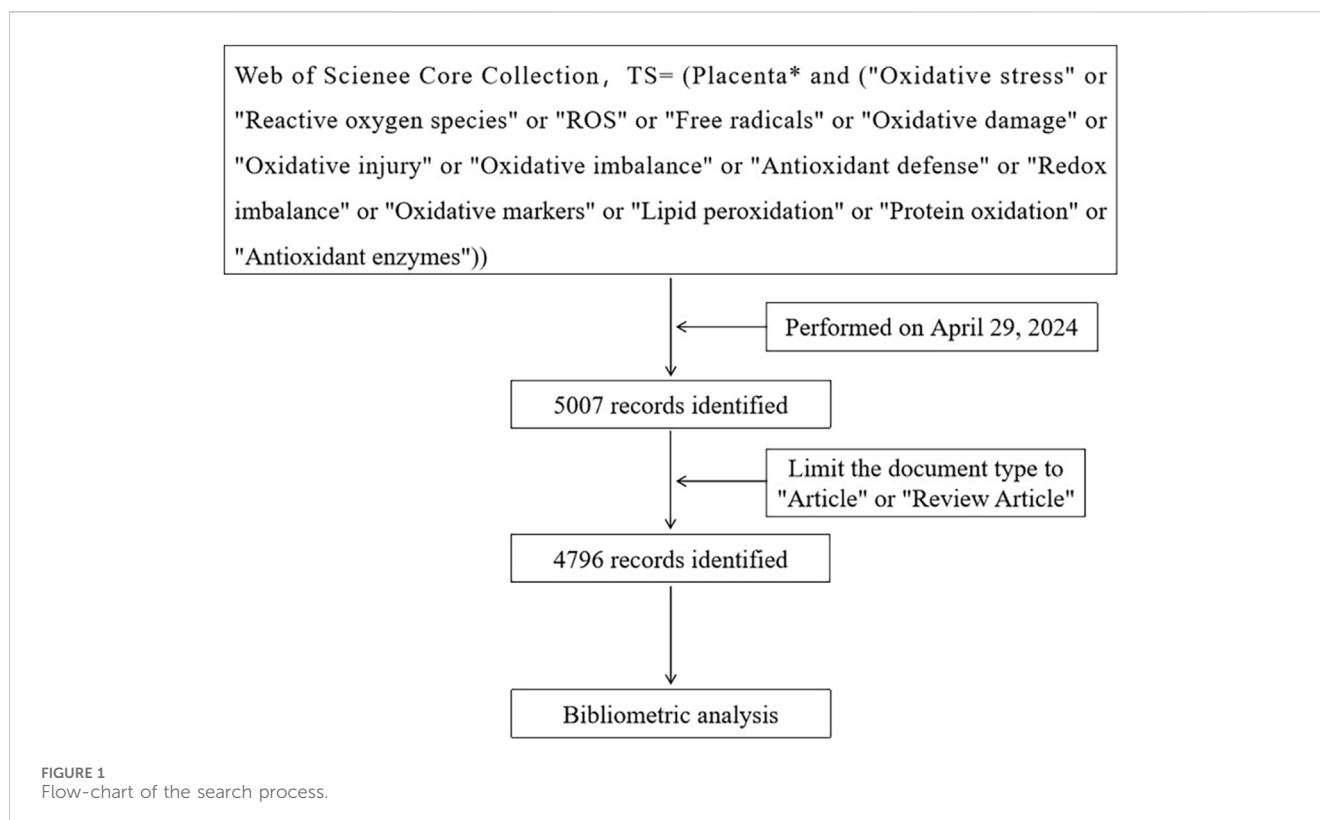 Web of Scienee Core Collection, TS= (Placenta* and ("Oxidative stress" or
"Reactive oxygen species" or "ROS" or "Free radicals" or "Oxidative damage" or
"Oxidative injury" or "Oxidative imbalance" or "Antioxidant defense" or "Redox
imbalance" or "Oxidative markers" or "Lipid peroxidation" or "Protein oxidation" or
"Antioxidant enzymes"))
Performed on April 29, 2024
5007 records identified
Limit the document type to
"Article" or "Review Article"
4796 records identified
Bibliometric analysis
FIGURE 1
Flow-chart of the search process.